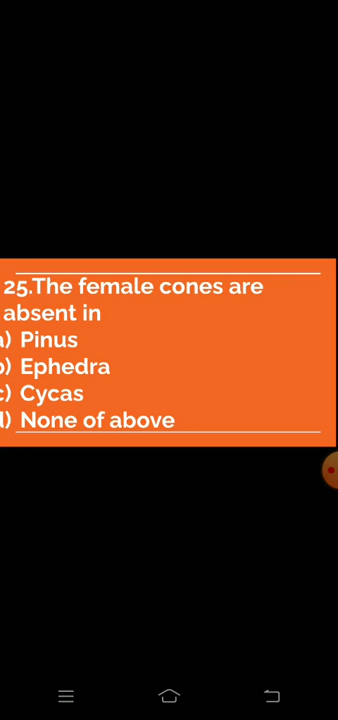 25.The female cones are
absent in
a) Pinus
b) Ephedra
c) Cycas
d) None of above